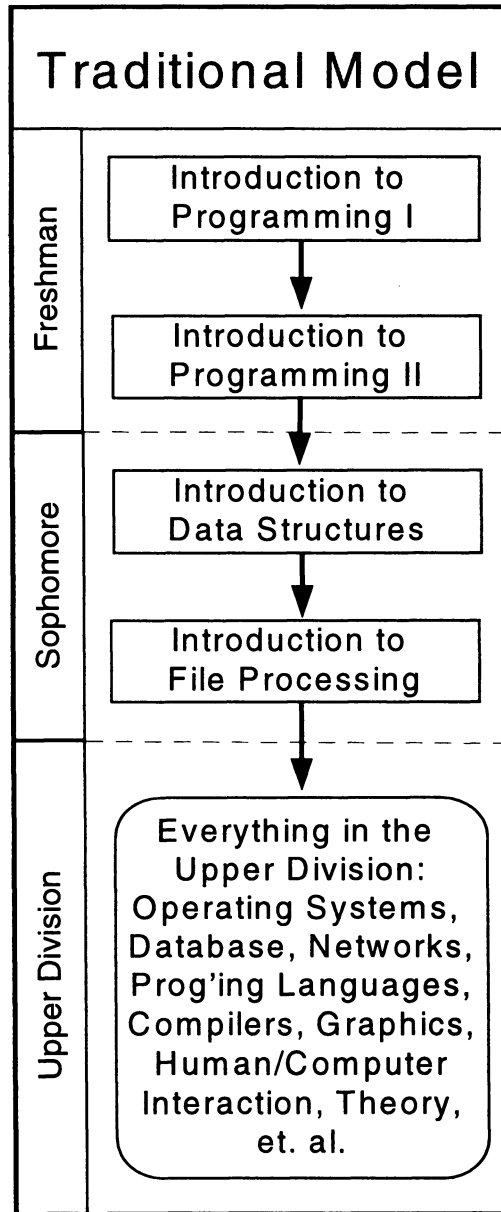 Traditional Model
Freshman
Introduction to
Programming I
Introduction to
Programming II
Sophomore
Introduction to
Data Structures
Introduction to
File Processing
Upper Division
Everything in the
Upper Division:
Operating Systems,
Database, Networks,
Prog'ing Languages,
Compilers, Graphics,
Human/Computer
Interaction, Theory,
et. al.